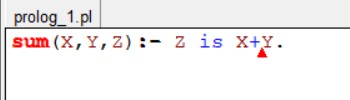 prolog_1.pl
sum(X,Y,Z):- Z is X+Y.